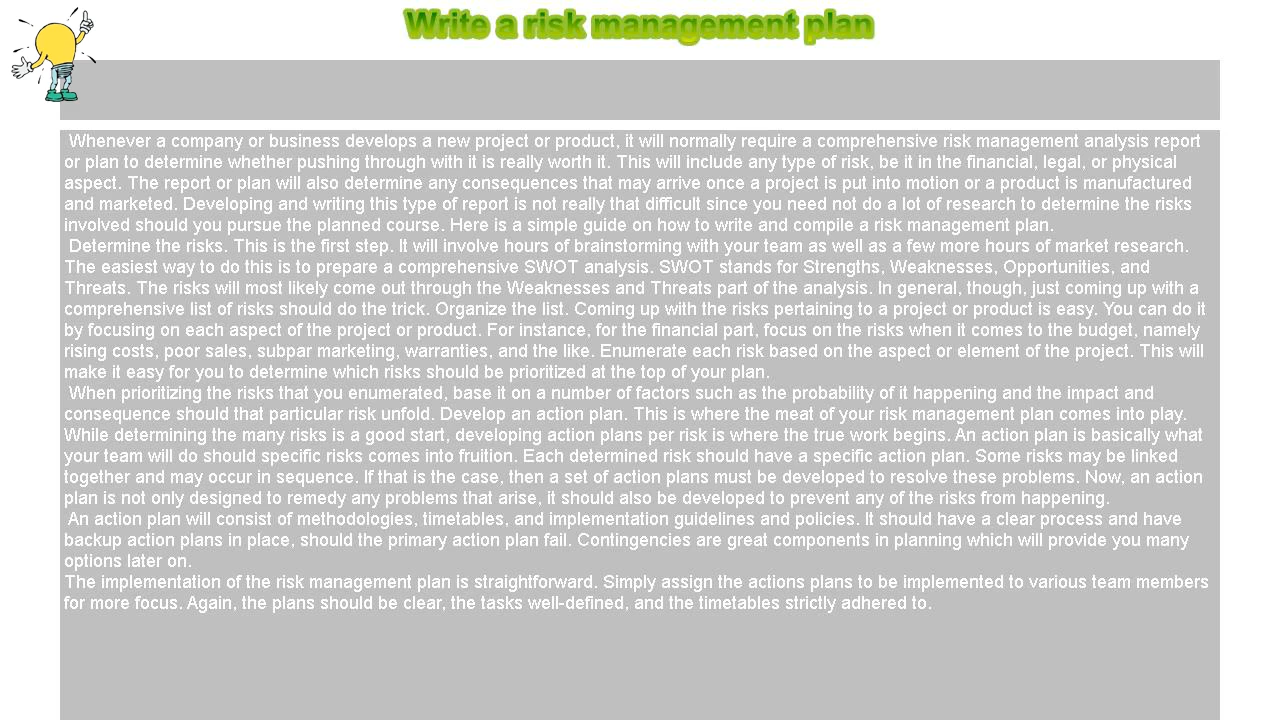 Write a risk management plan
Whenever a company or business develops a new project or product, it will normally require a comprehensive risk management analysis report
or plan to determine whether pushing through with it is really worth it. This will include any type of risk, be it in the financial, legal, or physical
aspect. The report or plan will also determine any consequences that may arrive once a project is put into motion or a product is manufactured
and marketed. Developing and writing this type of report is not really that difficult since you need not do a lot of research to determine the risks
involved should you pursue the planned course. Here is a simple guide on how to write and compile a risk management plan.
Determine the risks. This is the first step. It will involve hours of brainstorming with your team as well as a few more hours of market research.
The easiest way to do this is to prepare a comprehensive SWOT analysis. SWOT stands for Strengths, Weaknesses, Opportunities, and
Threats. The risks will most likely come out through the Weaknesses and Threats part of the analysis. In general, though, just coming up with a
comprehensive list of risks should do the trick. Organize the list. Coming up with the risks pertaining to a project or product is easy. You can do it
by focusing on each aspect of the project or product. For instance, for the financial part, focus on the risks when it comes to the budget, namely
rising costs, poor sales, subpar marketing, warranties, and the like. Enumerate each risk based on the aspect or element of the project. This will
make it easy for you to determine which risks should be prioritized at the top of your plan.
When prioritizing the risks that you enumerated, base it on a number of factors such as the probability of it happening and the impact and
consequence should that particular risk unfold. Develop an action plan. This is where the meat of your risk management plan comes into play.
While determining the many risks is a good start, developing action plans per risk is where the true work begins. An action plan is basically what
your team will do should specific risks comes into fruition. Each determined risk should have a specific action plan. Some risks may be linked
together and may occur in sequence. If that is the case, then a set of action plans must be developed to resolve these problems. Now, an action
plan is not only designed to remedy any problems that arise, it should also be developed to prevent any of the risks from happening.
An action plan will consist of methodologies, timetables, and implementation guidelines and policies. It should have a clear process and have
backup action plans in place, should the primary action plan fail. Contingencies are great components in planning which will provide you many
options later on.
The implementation of the risk management plan is straightforward. Simply assign the actions plans to be implemented to various team members
for more focus. Again, the plans should be clear, the tasks well-defined, and the timetables strictly adhered to.